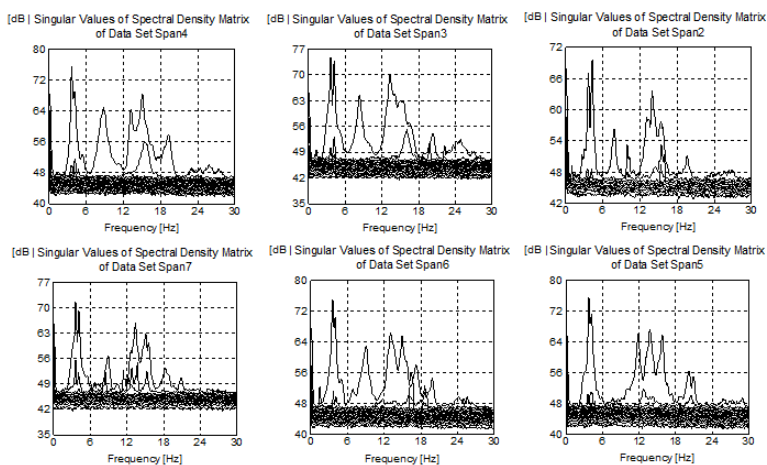 [dB | Singular Values of Spectral Density Matrix
of Data Set Span4
80
72
64
56
48
40
0 6 12 18 24 30
Frequency [Hz]
[dB | Singular Values of Spectral Density Matrix
of Data Set Span3
77
70
63
56
49
42
35
0 6 12 18 24 30
Frequency [Hz]
[dB | Singular Values of Spectral Density Matrix
of Data Set Span2
72
66
60
54
48
42
0 6 12 18 24 30
Frequency [Hz]
[dB | Singular Values of Spectral Density Matrix
of Data Set Span7
77
70
63
56
49
42
35
0 6 12 18 24 30
Frequency [Hz]
[dB | Singular Values of Spectral Density Matrix
of Data Set Span6
80
72
64
56
48
40
0 6 12 18 24 30
Frequency [Hz]
[dB | Singular Values of Spectral Density Matrix
of Data Set Span5
80
72
64
56
48
40
0 6 12 18 24 30
Frequency [Hz]